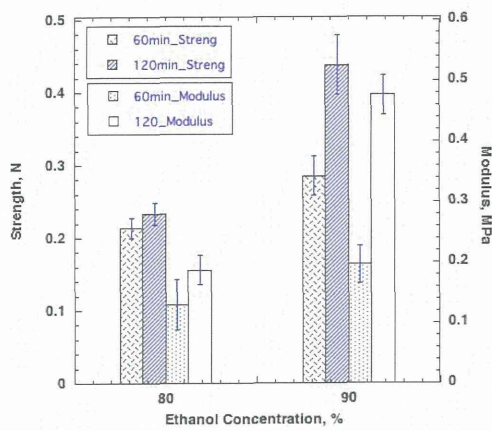 0.5
0.4
0.3
0.2
0.1
0
Strength, N
60min_Streng
120min_Streng
60min_Modulus
120_Modulus
0.6
0.5
0.4
0.3
0.2
0.1
0
Modulus, MPa
80
90
Ethanol Concentration, %